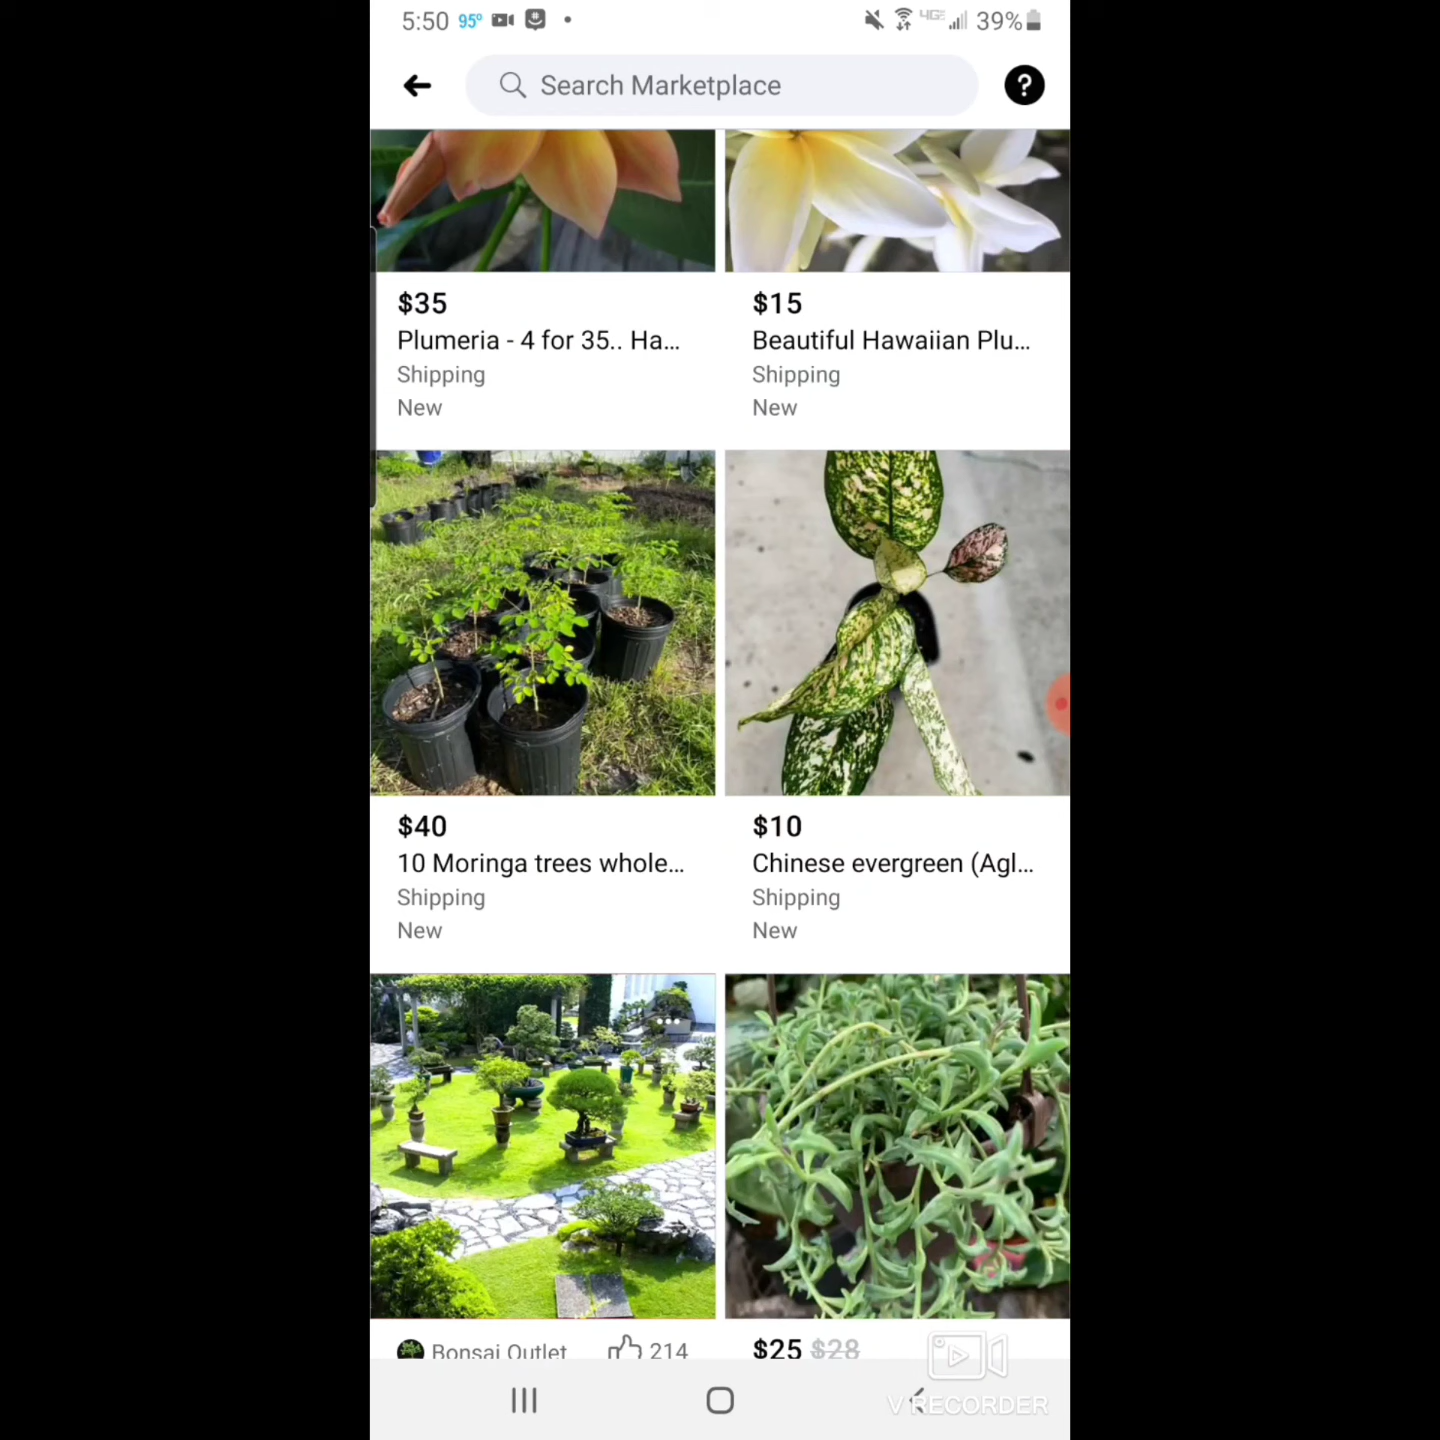 5:50 95° 4GE 39%
Search Marketplace
?
$35
Plumeria - 4 for 35.. Ha...
Shipping
New
$15
Beautiful Hawaiian Plu...
Shipping
New
$40
10 Moringa trees whole...
Shipping
New
$10
Chinese evergreen (Agl...
Shipping
New
Bonsai Outlet 214
$25 $28
V RECORDER